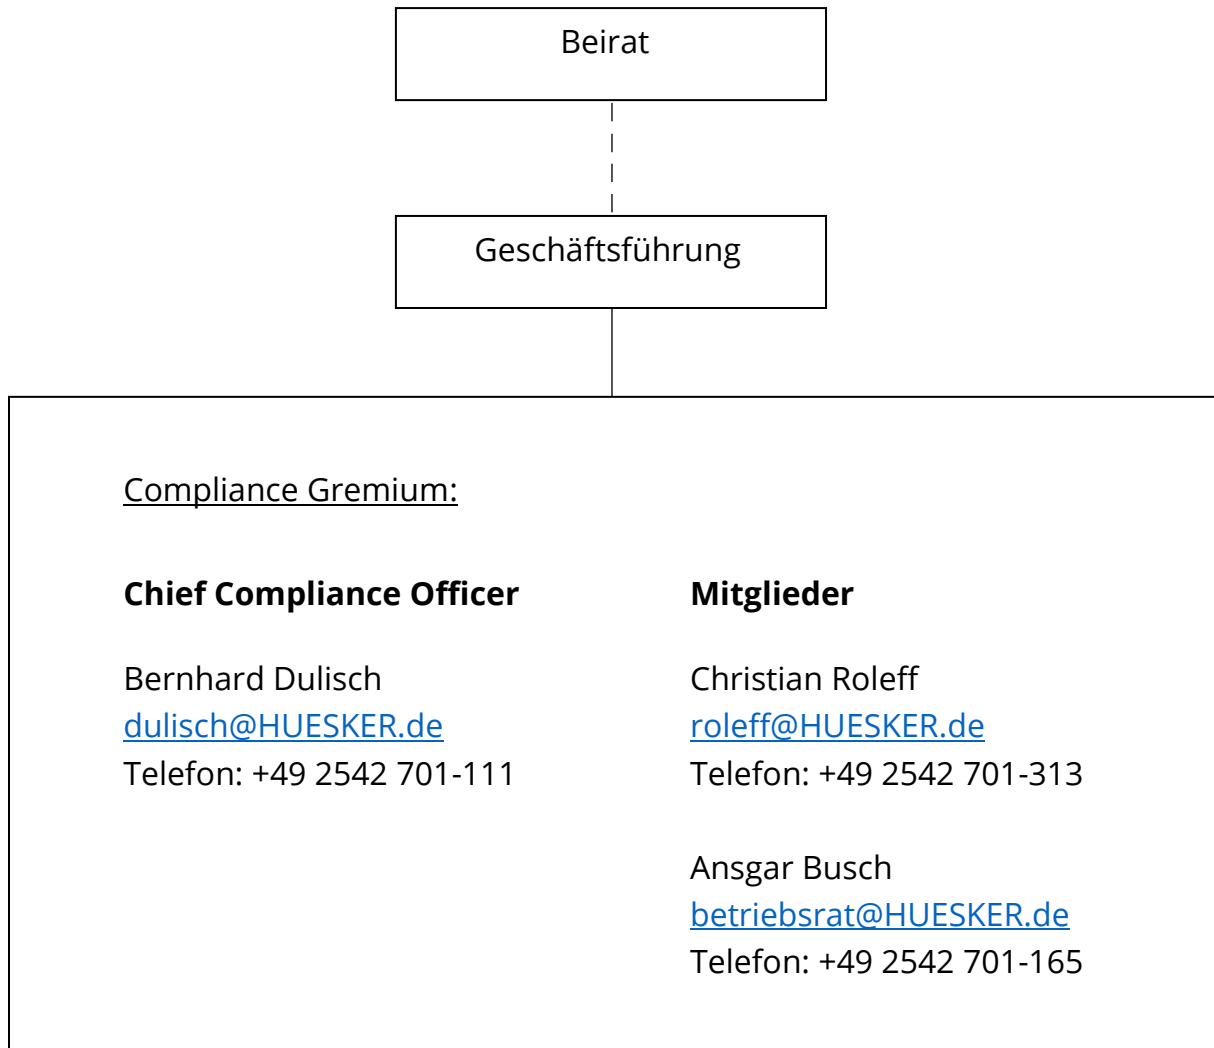 Beirat
Geschäftsführung
Compliance Gremium:
Chief Compliance Officer
Bernhard Dulisch
dulisch@HUESKER.de
Telefon: +49 2542 701-111
Mitglieder
Christian Roleff
roleff@HUESKER.de
Telefon: +49 2542 701-313
Ansgar Busch
betriebsrat@HUESKER.de
Telefon: +49 2542 701-165